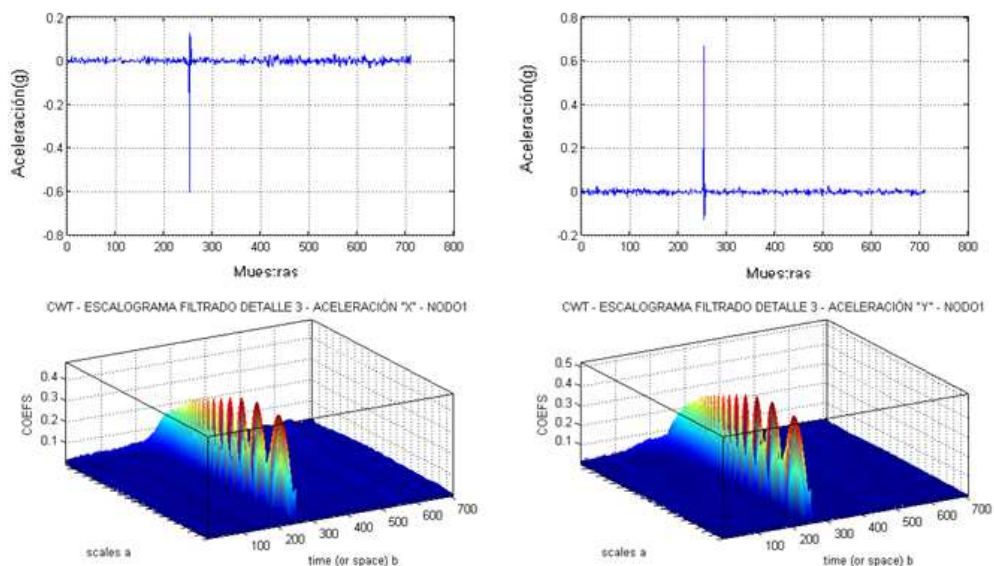 0.2
0
-0.2
-0.4
-0.6
-0.8
Aceleración(g)
0 100 200 300 400 500 600 700 800
Muestras
0.8
0.6
0.4
0.2
0
-0.2
Aceleración(g)
0 100 200 300 400 500 600 700 800
Muestras
CWT - ESCALOGRAMA FILTRADO DETALLE 3 - ACELERACIÓN "X" - NODO1
0.4
0.3
0.2
0.1
COEFS
scales a
100 200 300 400 500 600 700
time (or space) b
CWT - ESCALOGRAMA FILTRADO DETALLE 3 - ACELERACIÓN "Y" - NODO1
0.5
0.4
0.3
0.2
0.1
COEFS
scales a
100 200 300 400 500 600 700
time (or space) b